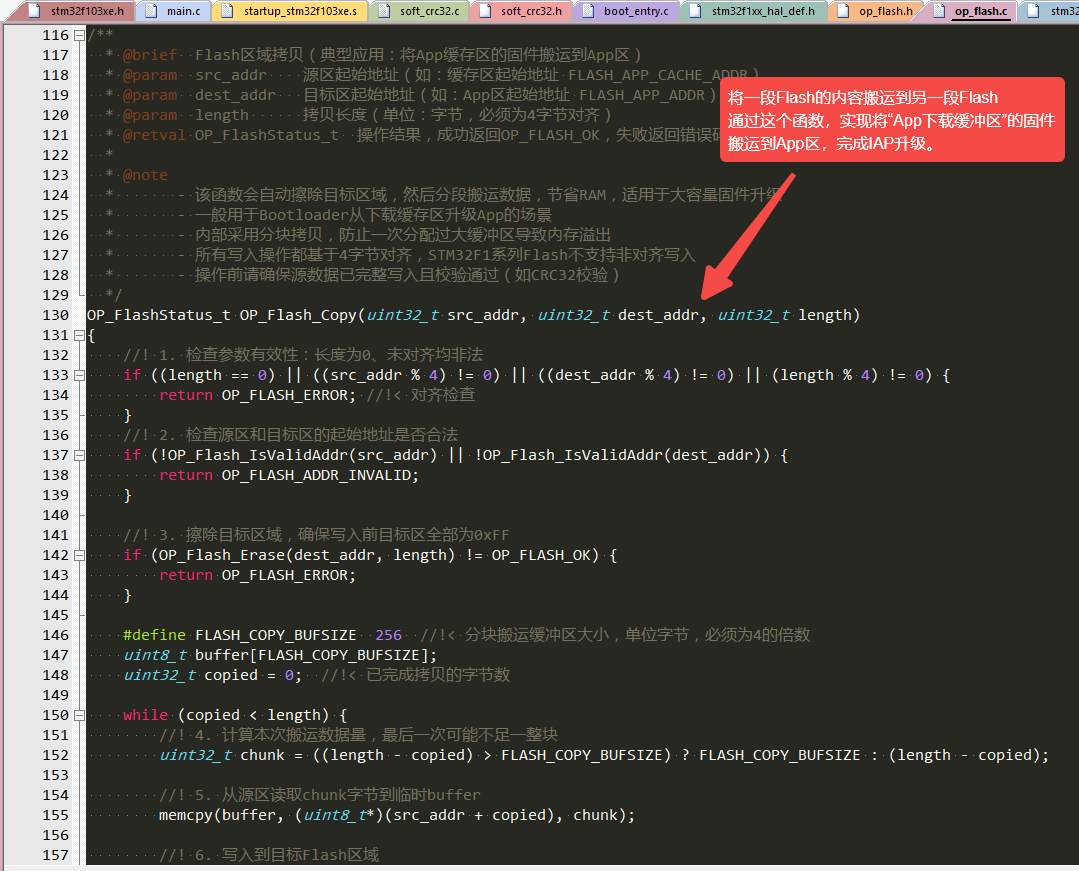 stm32f103xe.h main.c startup_stm32f103xe.s soft_crc32.c soft_crc32.h boot_entry.c stm32f1xx_hal_def.h op_flash.h op_flash.c stm32
116 /**
117 * @brief Flash区域拷贝（典型应用：将App缓存区的固件搬运到App区）
118 * @param src_addr 源区起始地址（如：缓存区起始地址 FLASH_APP_CACHE_ADDR）
119 * @param dest_addr 目标区起始地址（如：App区起始地址 FLASH_APP_ADDR）
120 * @param length 拷贝长度（单位：字节，必须为4字节对齐）
121 * @retval OP_FlashStatus_t 操作结果，成功返回OP_FLASH_OK，失败返回错误码
将一段Flash的内容搬运到另一段Flash
通过这个函数，实现将“App下载缓冲区”的固件
搬运到App区，完成IAP升级。
122 *
123 * @note
124 * - 该函数会自动擦除目标区域，然后分段搬运数据，节省RAM，适用于大容量固件升级
125 * - 一般用于Bootloader从下载缓存区升级App的场景
126 * - 内部采用分块拷贝，防止一次分配过大缓冲区导致内存溢出
127 * - 所有写入操作都基于4字节对齐，STM32F1系列Flash不支持非对齐写入
128 * - 操作前请确保源数据已完整写入且校验通过（如CRC32校验）
129 */
130 OP_FlashStatus_t OP_Flash_Copy(uint32_t src_addr, uint32_t dest_addr, uint32_t length)
131 {
132 //! 1. 检查参数有效性：长度为0、未对齐均非法
133 if ((length == 0) || ((src_addr % 4) != 0) || ((dest_addr % 4) != 0) || (length % 4) != 0) {
134 return OP_FLASH_ERROR; //!< 对齐检查
135 }
136 //! 2. 检查源区和目标区的起始地址是否合法
137 if (!OP_Flash_IsValidAddr(src_addr) || !OP_Flash_IsValidAddr(dest_addr)) {
138 return OP_FLASH_ADDR_INVALID;
139 }
140
141 //! 3. 擦除目标区域，确保写入前目标区全部为0xFF
142 if (OP_Flash_Erase(dest_addr, length) != OP_FLASH_OK) {
143 return OP_FLASH_ERROR;
144 }
145
146 #define FLASH_COPY_BUFSIZE 256 //!< 分块搬运缓冲区大小，单位字节，必须为4的倍数
147 uint8_t buffer[FLASH_COPY_BUFSIZE];
148 uint32_t copied = 0; //!< 已完成拷贝的字节数
149
150 while (copied < length) {
151 //! 4. 计算本次搬运数据量，最后一次可能不足一整块
152 uint32_t chunk = ((length - copied) > FLASH_COPY_BUFSIZE) ? FLASH_COPY_BUFSIZE : (length - copied);
153
154 //! 5. 从源区读取chunk字节到临时buffer
155 memcpy(buffer, (uint8_t*)(src_addr + copied), chunk);
156
157 //! 6. 写入到目标Flash区域